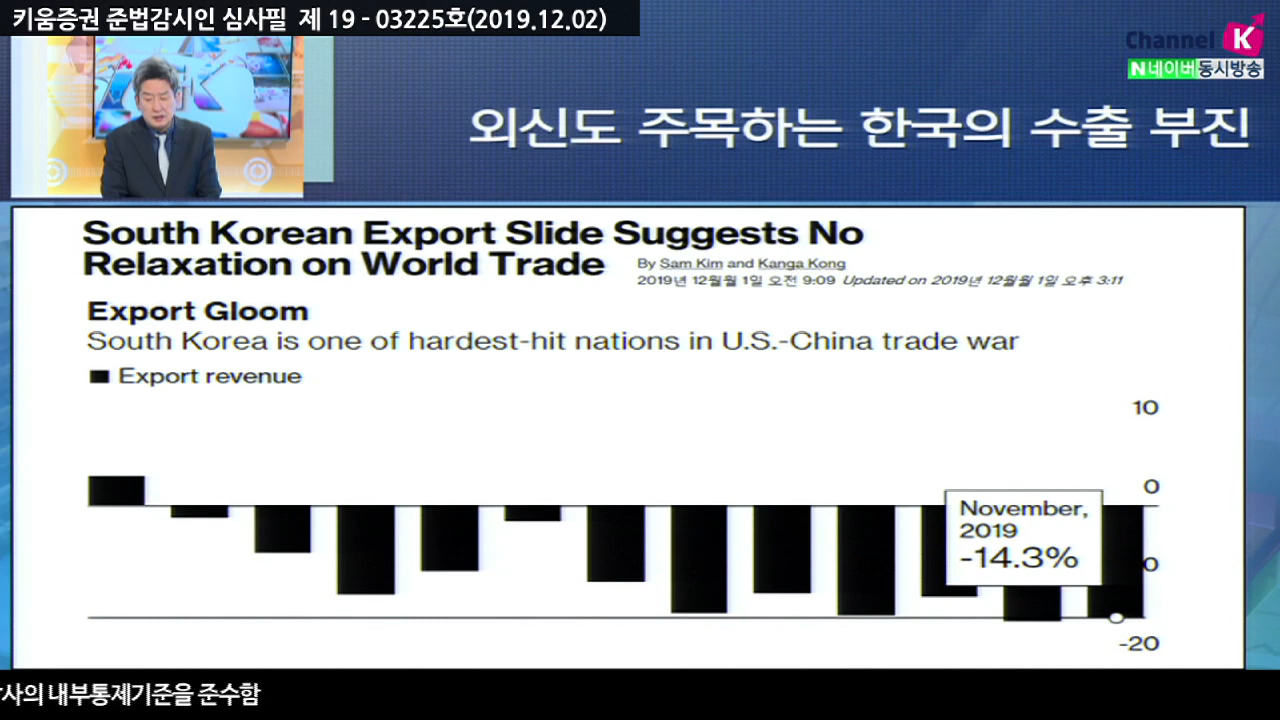 키움증권 준법감시인 심사필 제 19 - 03225호(2019.12.02)
Channel K
N네이버 동시방송
외신도 주목하는 한국의 수출 부진
South Korean Export Slide Suggests No
Relaxation on World Trade
By Sam Kim and Kanga Kong
2019년 12월월 1일 오전 9:09 Updated on 2019년 12월월 1일 오후 3:11
Export Gloom
South Korea is one of hardest-hit nations in U.S.-China trade war
Export revenue
10
0
November,
2019
-14.3%
0
-20
사의 내부통제기준을 준수함